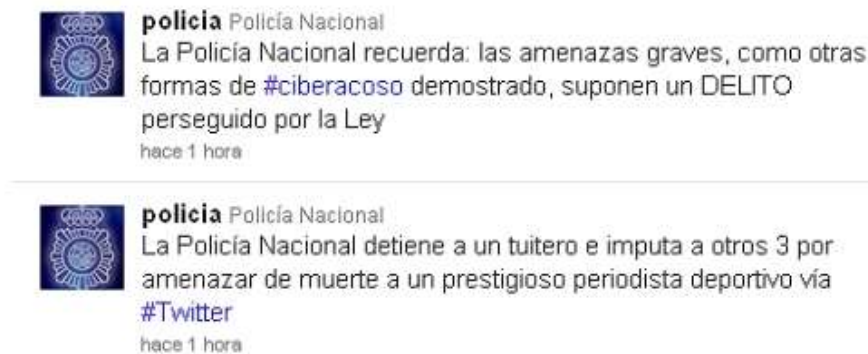 policia Policía Nacional
La Policía Nacional recuerda: las amenazas graves, como otras
formas de #ciberacoso demostrado, suponen un DELITO
perseguido por la Ley
hace 1 hora
policia Policía Nacional
La Policía Nacional detiene a un tuitero e imputa a otros 3 por
amenazar de muerte a un prestigioso periodista deportivo vía
#Twitter
hace 1 hora